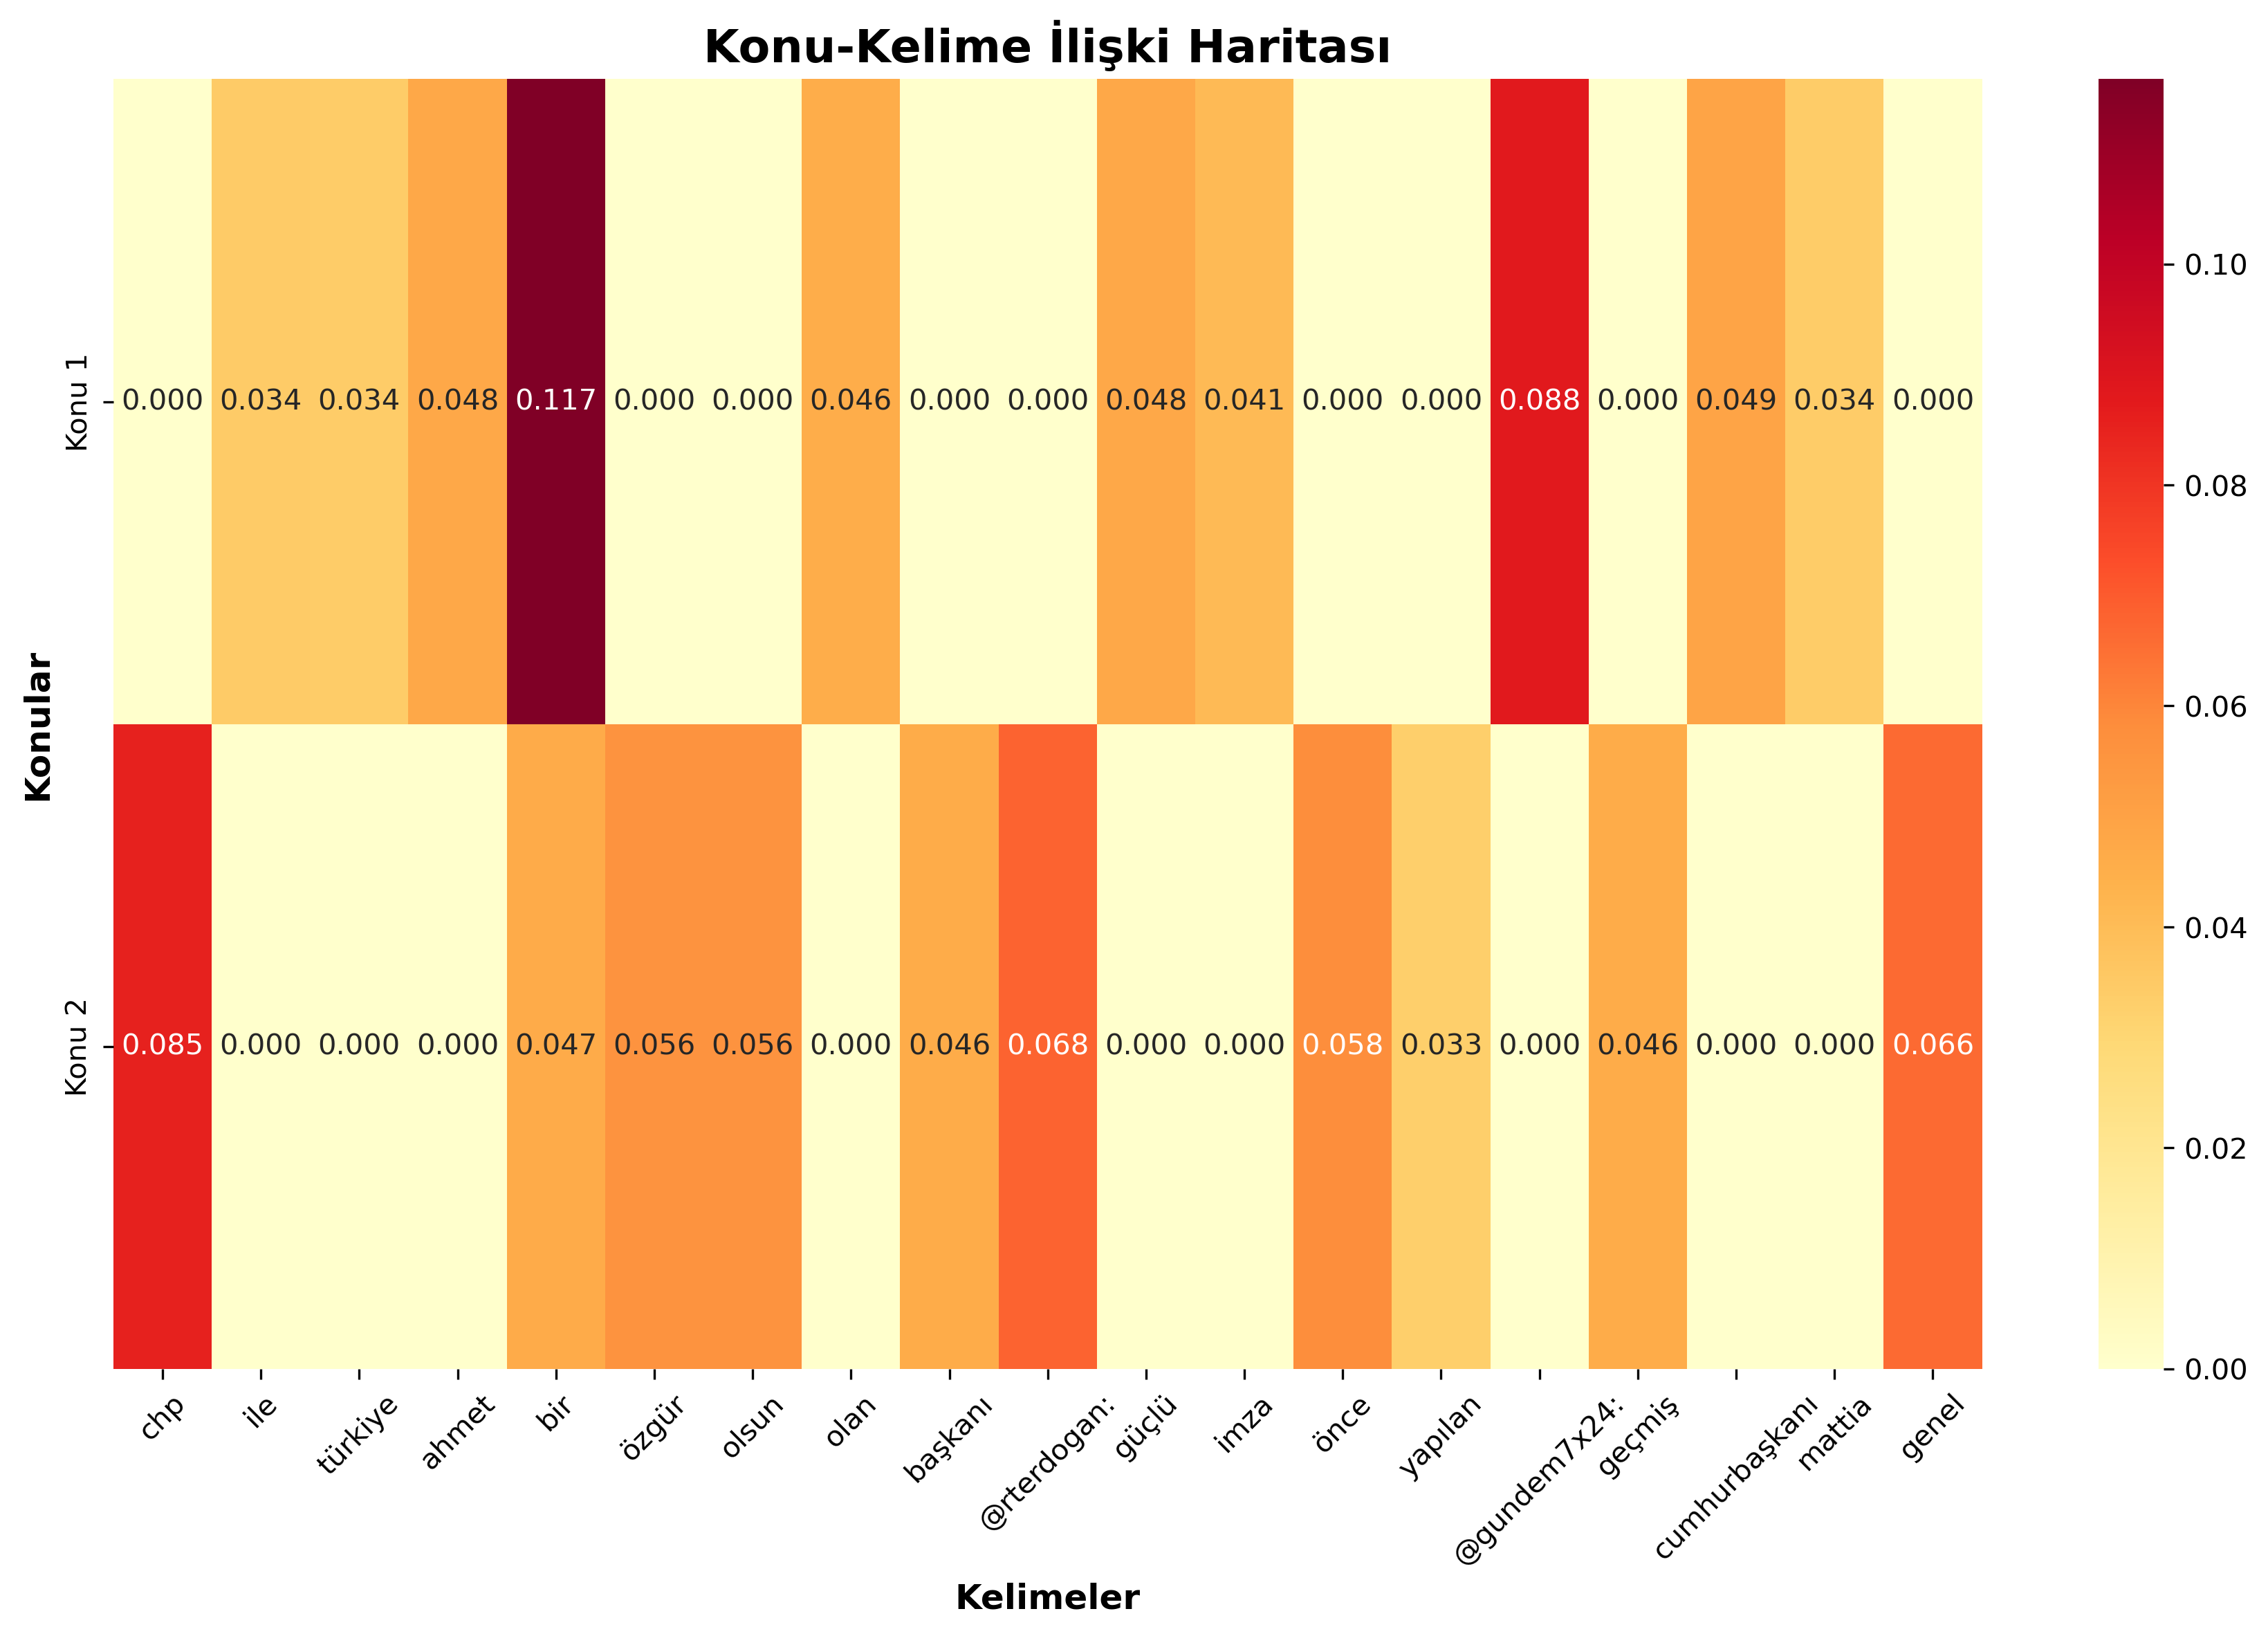 Konu-Kelime İlişki Haritası
Konular
Konu 1
0.000 0.034 0.034 0.048 0.117 0.000 0.000 0.046 0.000 0.000 0.048 0.041 0.000 0.000 0.088 0.000 0.049 0.034 0.000
Konu 2
0.085 0.000 0.000 0.000 0.047 0.056 0.056 0.000 0.046 0.068 0.000 0.000 0.058 0.033 0.000 0.046 0.000 0.000 0.066
chp
ile
türkiye
ahmet
bir
özgür
olsun
olan
başkanı
@rterdogan:
güçlü
imza
önce
yapılan
@gundem7x24:
geçmiş
cumhurbaşkanı
mattia
genel
Kelimeler
0.10
0.08
0.06
0.04
0.02
0.00